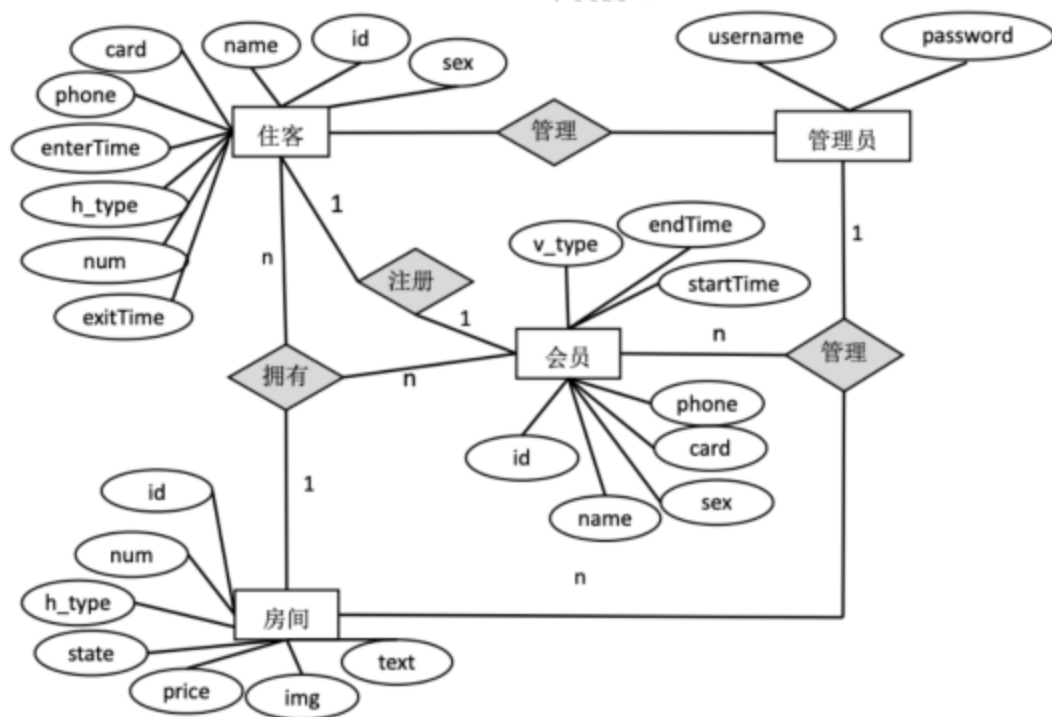 name
id
card
sex
username
password
phone
住客
管理
管理员
enterTime
h_type
1
endTime
v_type
1
num
n
注册
startTime
exitTime
1
会员
n
管理
拥有
n
phone
id
card
1
id
name
sex
num
n
h_type
房间
state
text
price
img